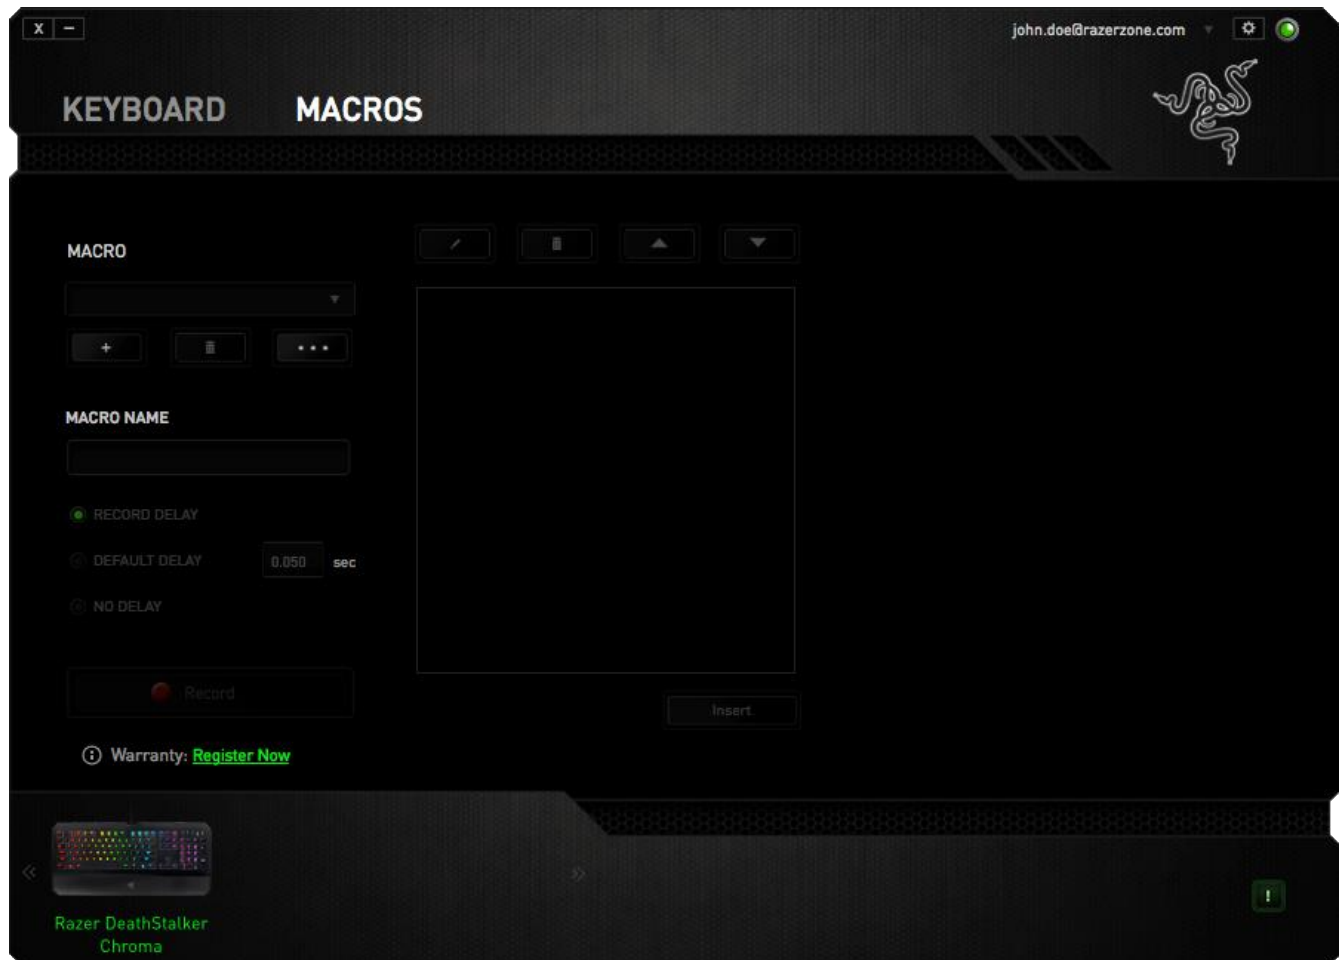 X –
john.doe@razerzone.com
KEYBOARD MACROS
MACRO
+
MACRO NAME
RECORD DELAY
DEFAULT DELAY 0.050 sec
NO DELAY
Record
Insert
Warranty: Register Now
Razer DeathStalker
Chroma
!